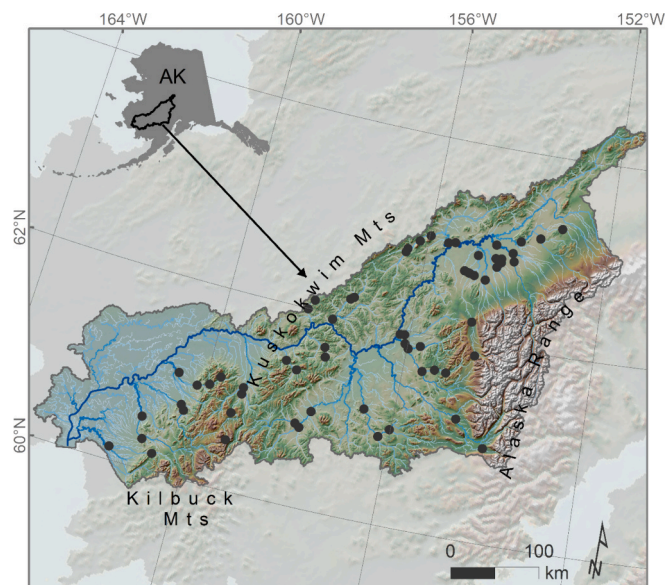 164°W
160°W
156°W
152°W
AK
62°N
Kuskokwim Mts
60°N
Alaska Range
Kilbuck
Mts
0
100
km
N